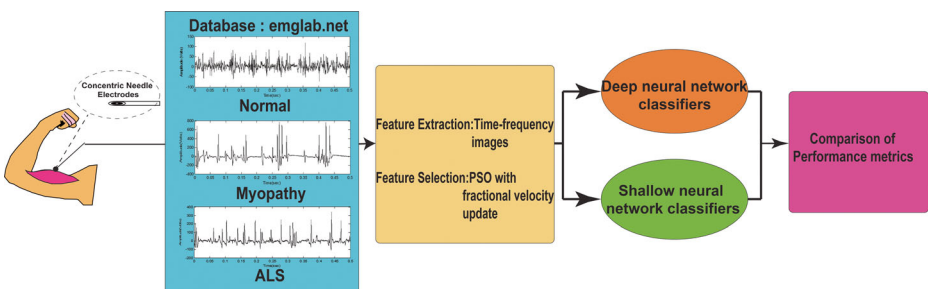 Concentric Needle
Electrodes
Database : emglab.net
Normal
Myopathy
ALS
Feature Extraction:Time-frequency
images
Feature Selection:PSO with
fractional velocity
update
Deep neural network
classifiers
Shallow neural
network classifiers
Comparison of
Performance metrics